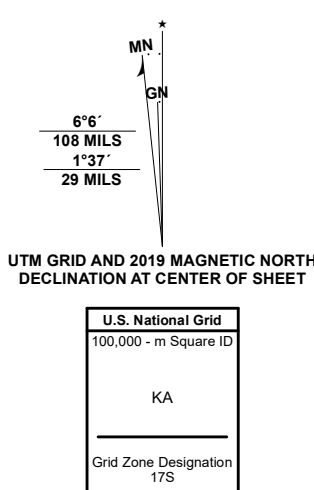 ★
MN
GN
6°6´
108 MILS
1°37´
29 MILS
UTM GRID AND 2019 MAGNETIC NORTH
DECLINATION AT CENTER OF SHEET
U.S. National Grid
100,000 - m Square ID
KA
Grid Zone Designation
17S